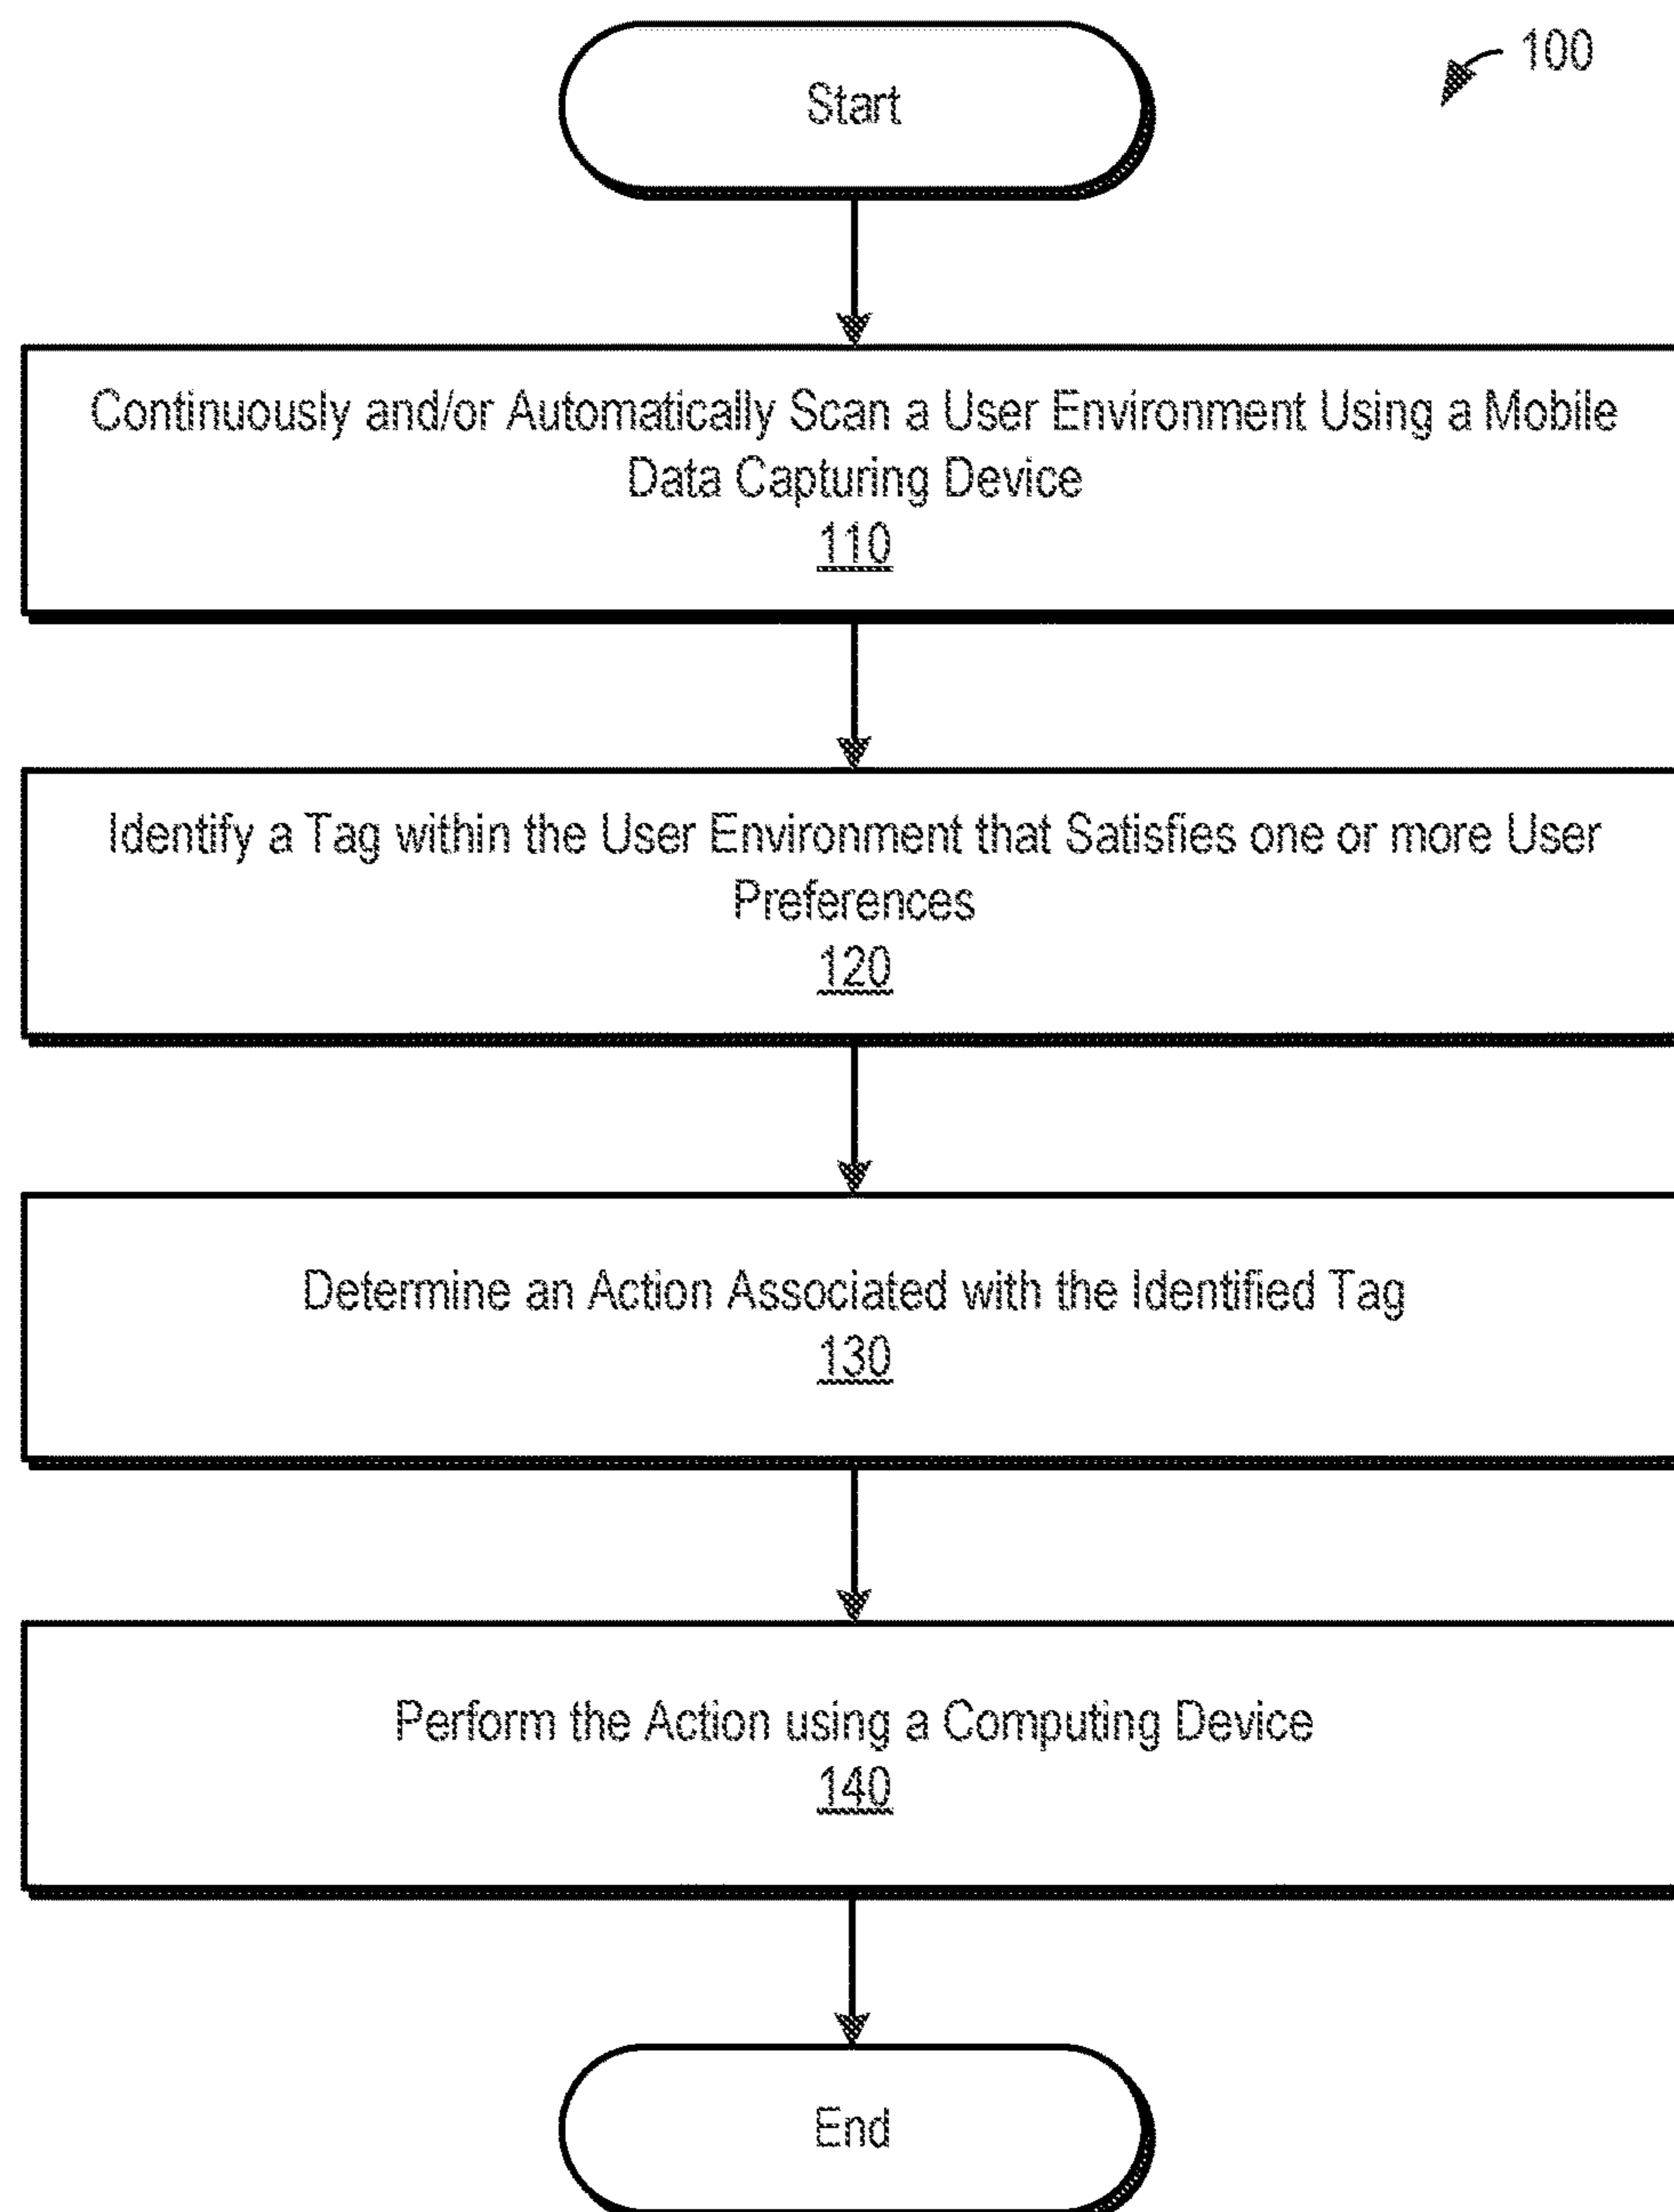 100
Start
Continuously and/or Automatically Scan a User Environment Using a Mobile
Data Capturing Device
110
Identify a Tag within the User Environment that Satisfies one or more User
Preferences
120
Determine an Action Associated with the Identified Tag
130
Perform the Action using a Computing Device
140
End